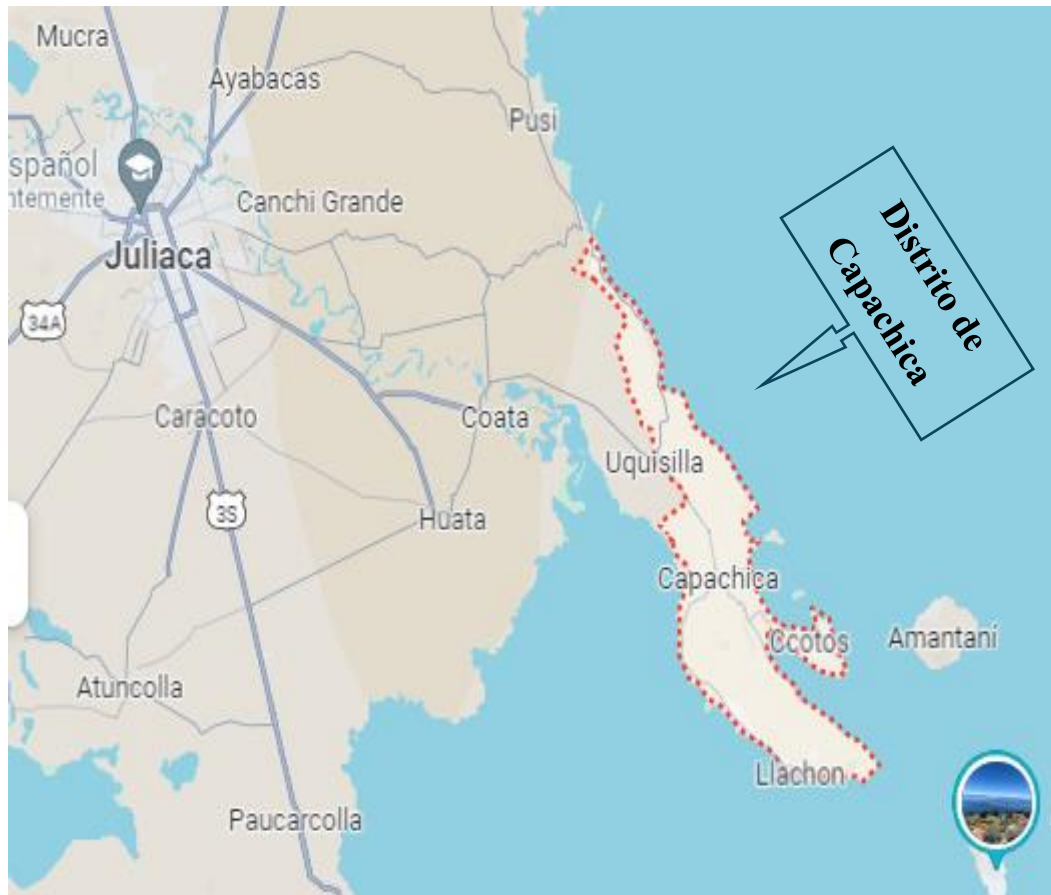 Mucra
Ayabacas
Pusi
spañol
ntemente
Canchi Grande
Juliaca
34A
Distrito de
Capachica
Caracoto
Coata
Uquisilla
3S
Huata
Capachica
Ccotos
Amantani
Atuncolla
Llachon
Paucarcolla